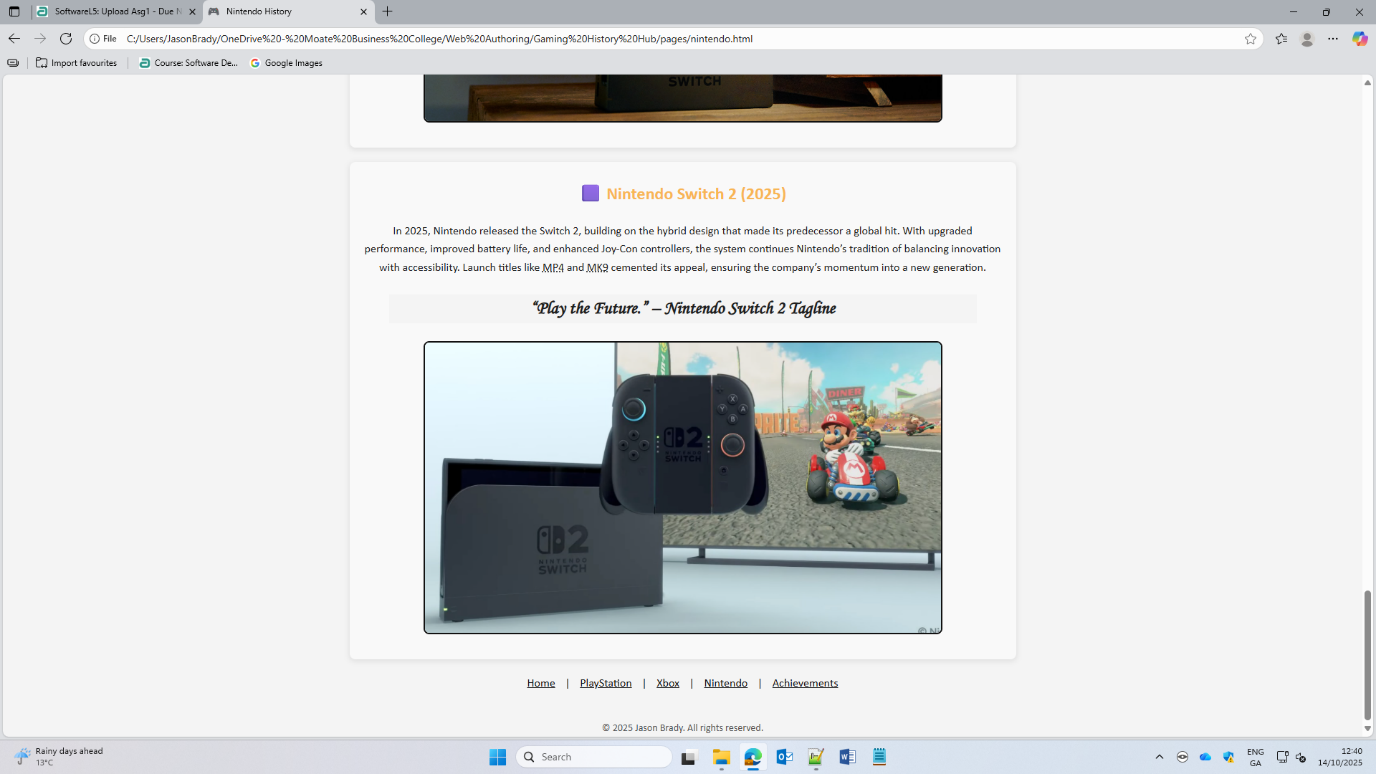 SoftwareL5: Upload Asg1 - Due N
Nintendo History
File
C:/Users/JasonBrady/OneDrive%20-%20Moate%20Business%20College/Web%20Authoring/Gaming%20History%20Hub/pages/nintendo.html
Import favourites
Course: Software De...
Google Images
SWITCH
Nintendo Switch 2 (2025)
In 2025, Nintendo released the Switch 2, building on the hybrid design that made its predecessor a global hit. With upgraded
performance, improved battery life, and enhanced Joy-Con controllers, the system continues Nintendo’s tradition of balancing innovation
with accessibility. Launch titles like MP4 and MK9 cemented its appeal, ensuring the company’s momentum into a new generation.
“Play the Future.” – Nintendo Switch 2 Tagline
DINER
X
Y A
B
2
NINTENDO
SWITCH
M
2
NINTENDO
SWITCH
© Ni
Home | PlayStation | Xbox | Nintendo | Achievements
© 2025 Jason Brady. All rights reserved.
Rainy days ahead
13°C
Search
ENG
GA
12:40
14/10/2025